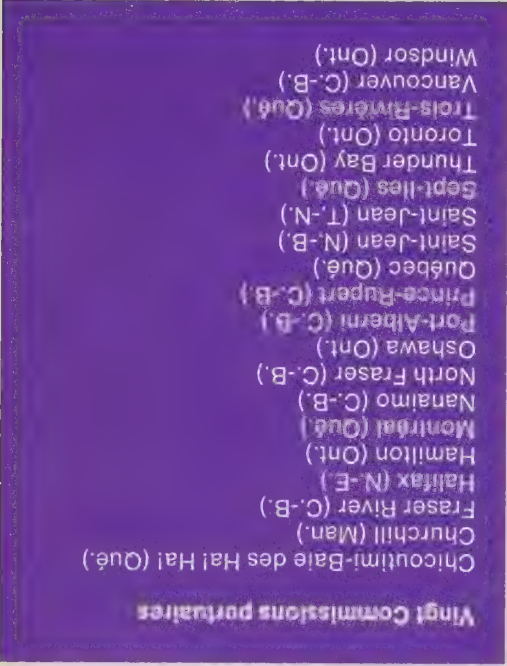 Vingt Commissions portuaires
Chicoutimi-Baie des Ha! Ha! (Qué.)
Churchill (Man.)
Fraser River (C.-B.)
Halifax (N.-E.)
Hamilton (Ont.)
Montréal (Qué.)
Nanaimo (C.-B.)
North Fraser (C.-B.)
Oshawa (Ont.)
Port-Alberni (C.-B.)
Prince-Rupert (C.-B.)
Québec (Qué.)
Saint-Jean (N.-B.)
Saint-Jean (T.-N.)
Sept-Iles (Qué.)
Thunder Bay (Ont.)
Toronto (Ont.)
Trois-Rivières (Qué.)
Vancouver (C.-B.)
Windsor (Ont.)